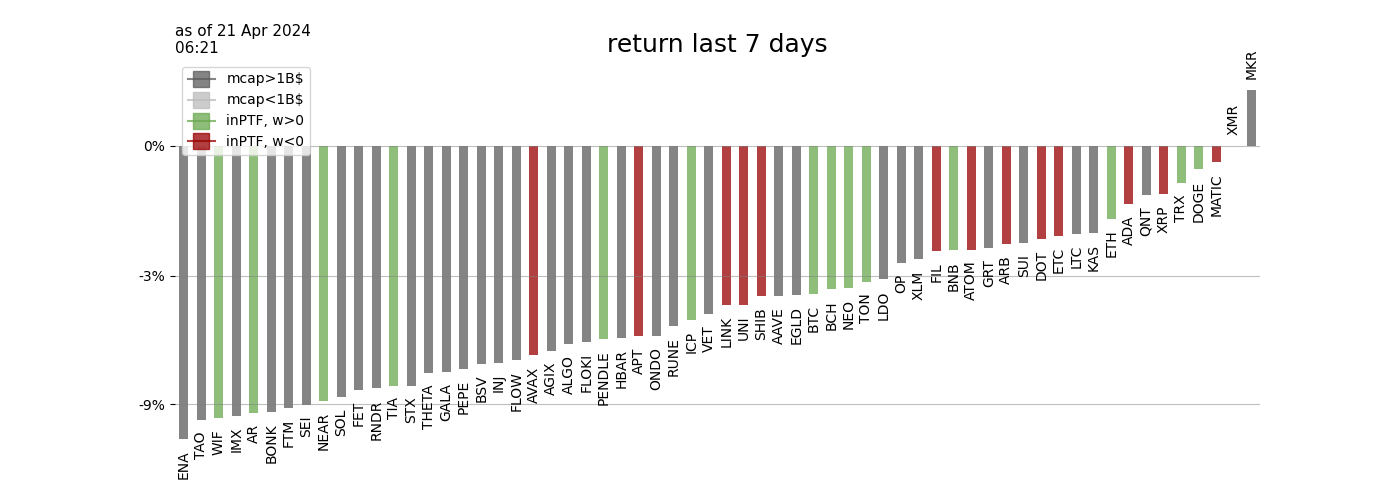 as of 21 Apr 2024
06:21
return last 7 days
mcap>1B$
mcap<1B$
inPTF, w>0
inPTF, w<0
0%
-3%
-9%
ENA
TAO
WIF
IMX
AR
BONK
FTM
SEI
NEAR
SOL
FET
RNDR
TIA
STX
THETA
GALA
PEPE
BSV
INJ
FLOW
AVAX
AGIX
ALGO
FLOKI
PENDLE
HBAR
APT
ONDO
RUNE
ICP
VET
LINK
UNI
SHIB
AAVE
EGLD
BTC
BCH
NEO
TON
LDO
OP
XLM
FIL
BNB
ATOM
GRT
ARB
SUI
DOT
ETC
LTC
KAS
ETH
ADA
QNT
XRP
TRX
DOGE
MATIC
XMR
MKR